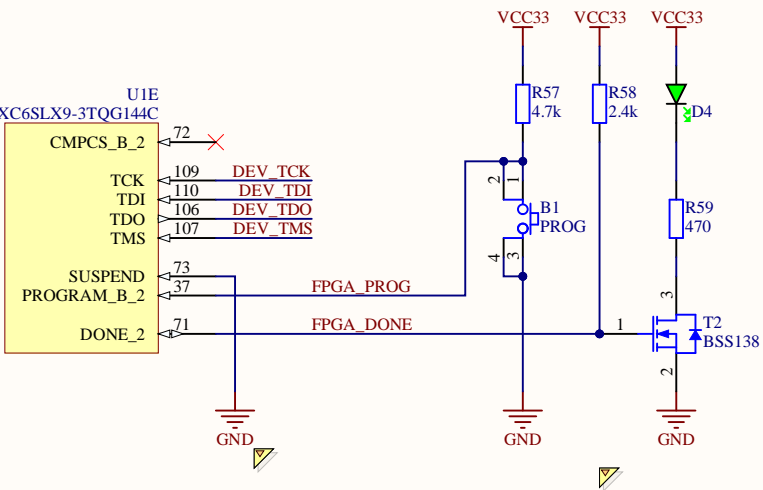 VCC33 VCC33 VCC33
U1E
XC6SLX9-3TQG144C
R57
4.7k
R58
2.4k
D4
CMPCS_B_2 72
TCK 109 DEV_TCK
TDI 110 DEV_TDI
TDO 106 DEV_TDO
TMS 107 DEV_TMS
2 1
B1
PROG
4 3
R59
470
SUSPEND 73
PROGRAM_B_2 37 FPGA_PROG
DONE_2 71 FPGA_DONE
3
1
T2
BSS138
2
GND GND GND